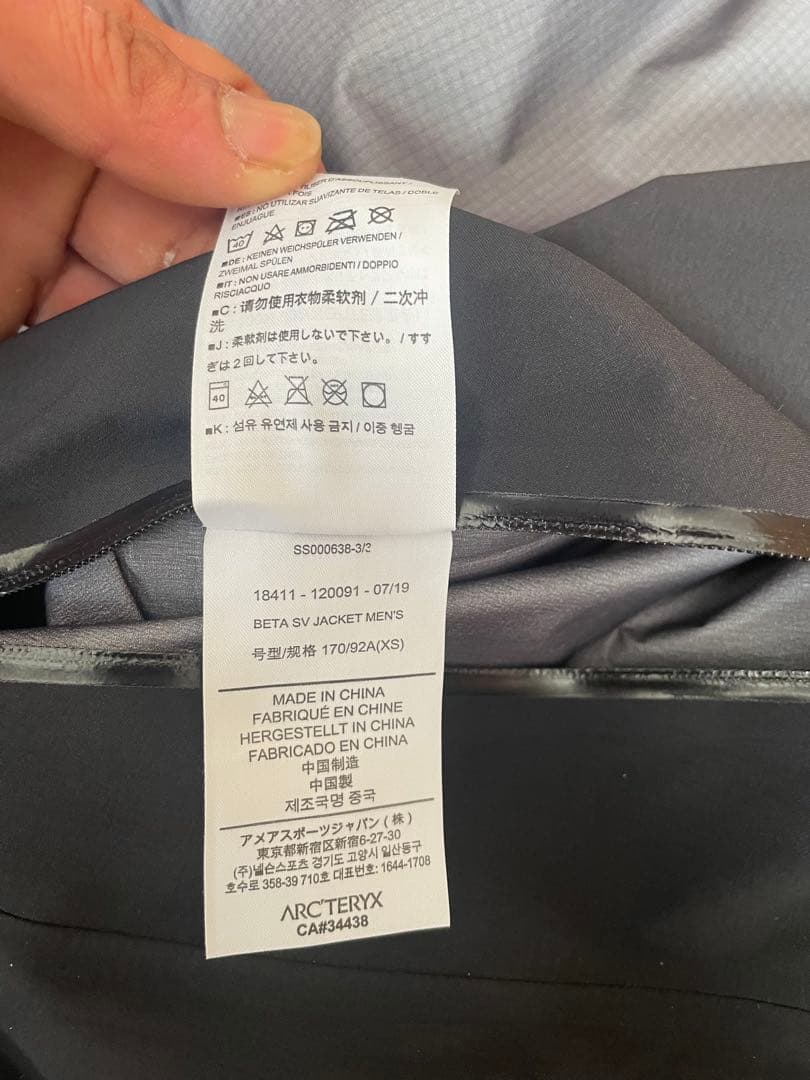 UTILISER D'ASSOUPLISSANT /
FOIS
■ES : NO UTILIZAR SUAVIZANTE DE TELAS / DOBLE
ENJUAGUE
40
■DE : KEINEN WEICHSPÜLER VERWENDEN /
ZWEIMAL SPÜLEN
■IT : NON USARE AMMORBIDENTI / DOPPIO
RISCIACQUO
■C : 请勿使用衣物柔软剂 / 二次冲
洗
■J : 柔軟剤は使用しないで下さい。/ すす
ぎは2回して下さい。
40
■K : 섬유 유연제 사용 금지 / 이중 헹굼
SS000638-3/2
18411 - 120091 - 07/19
BETA SV JACKET MEN'S
号型/规格 170/92A(XS)
MADE IN CHINA
FABRIQUÉ EN CHINE
HERGESTELLT IN CHINA
FABRICADO EN CHINA
中国制造
中国製
제조국명 중국
アメアスポーツジャパン ( 株 )
東京都新宿区新宿6-27-30
(주)넬슨스포츠 경기도 고양시 일산동구
호수로 358-39 710호 대표번호: 1644-1708
ARC'TERYX
CA#34438